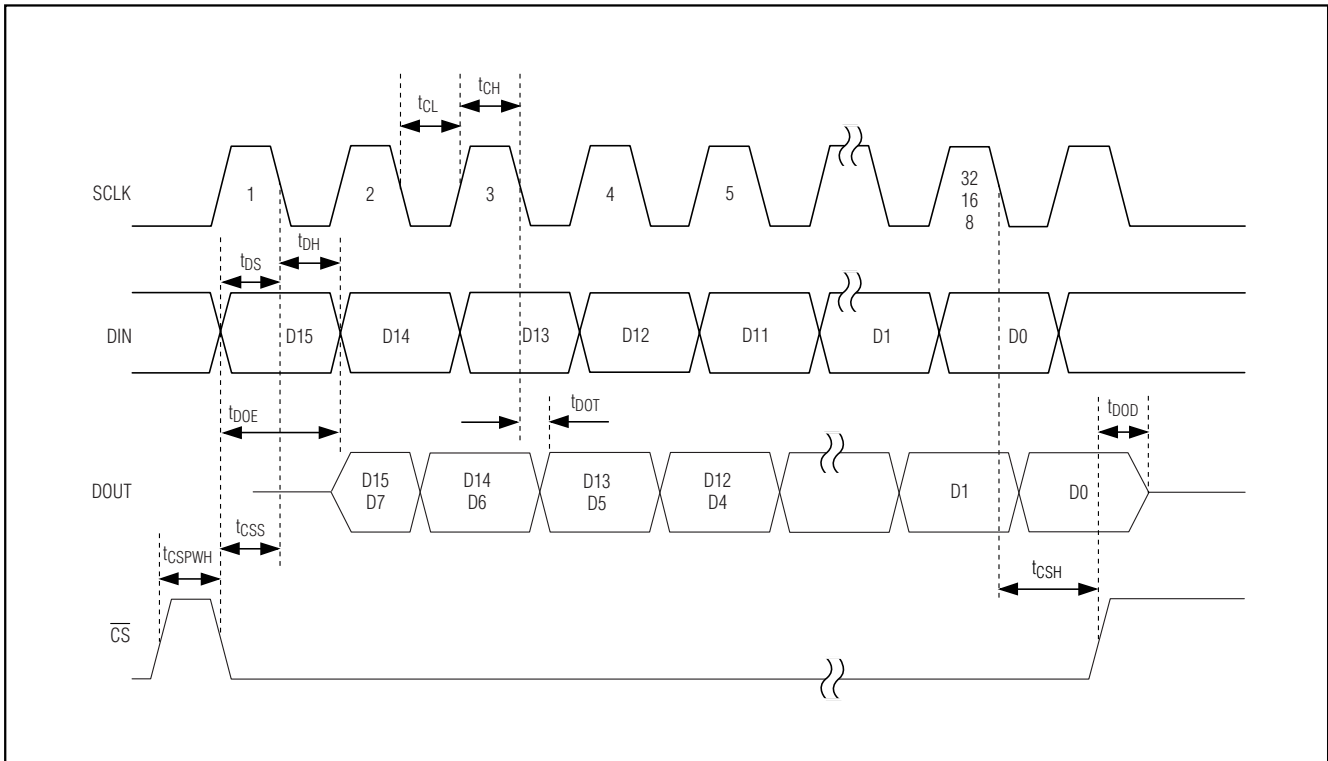 tCL
tCH
SCLK
1
2
3
4
5
32
16
8
tDS
tDH
DIN
D15
D14
D13
D12
D11
D1
D0
tDOE
tDOT
tDOD
DOUT
D15
D7
D14
D6
D13
D5
D12
D4
D1
D0
tCSPWH
tCSS
tCSH
C̅S̅